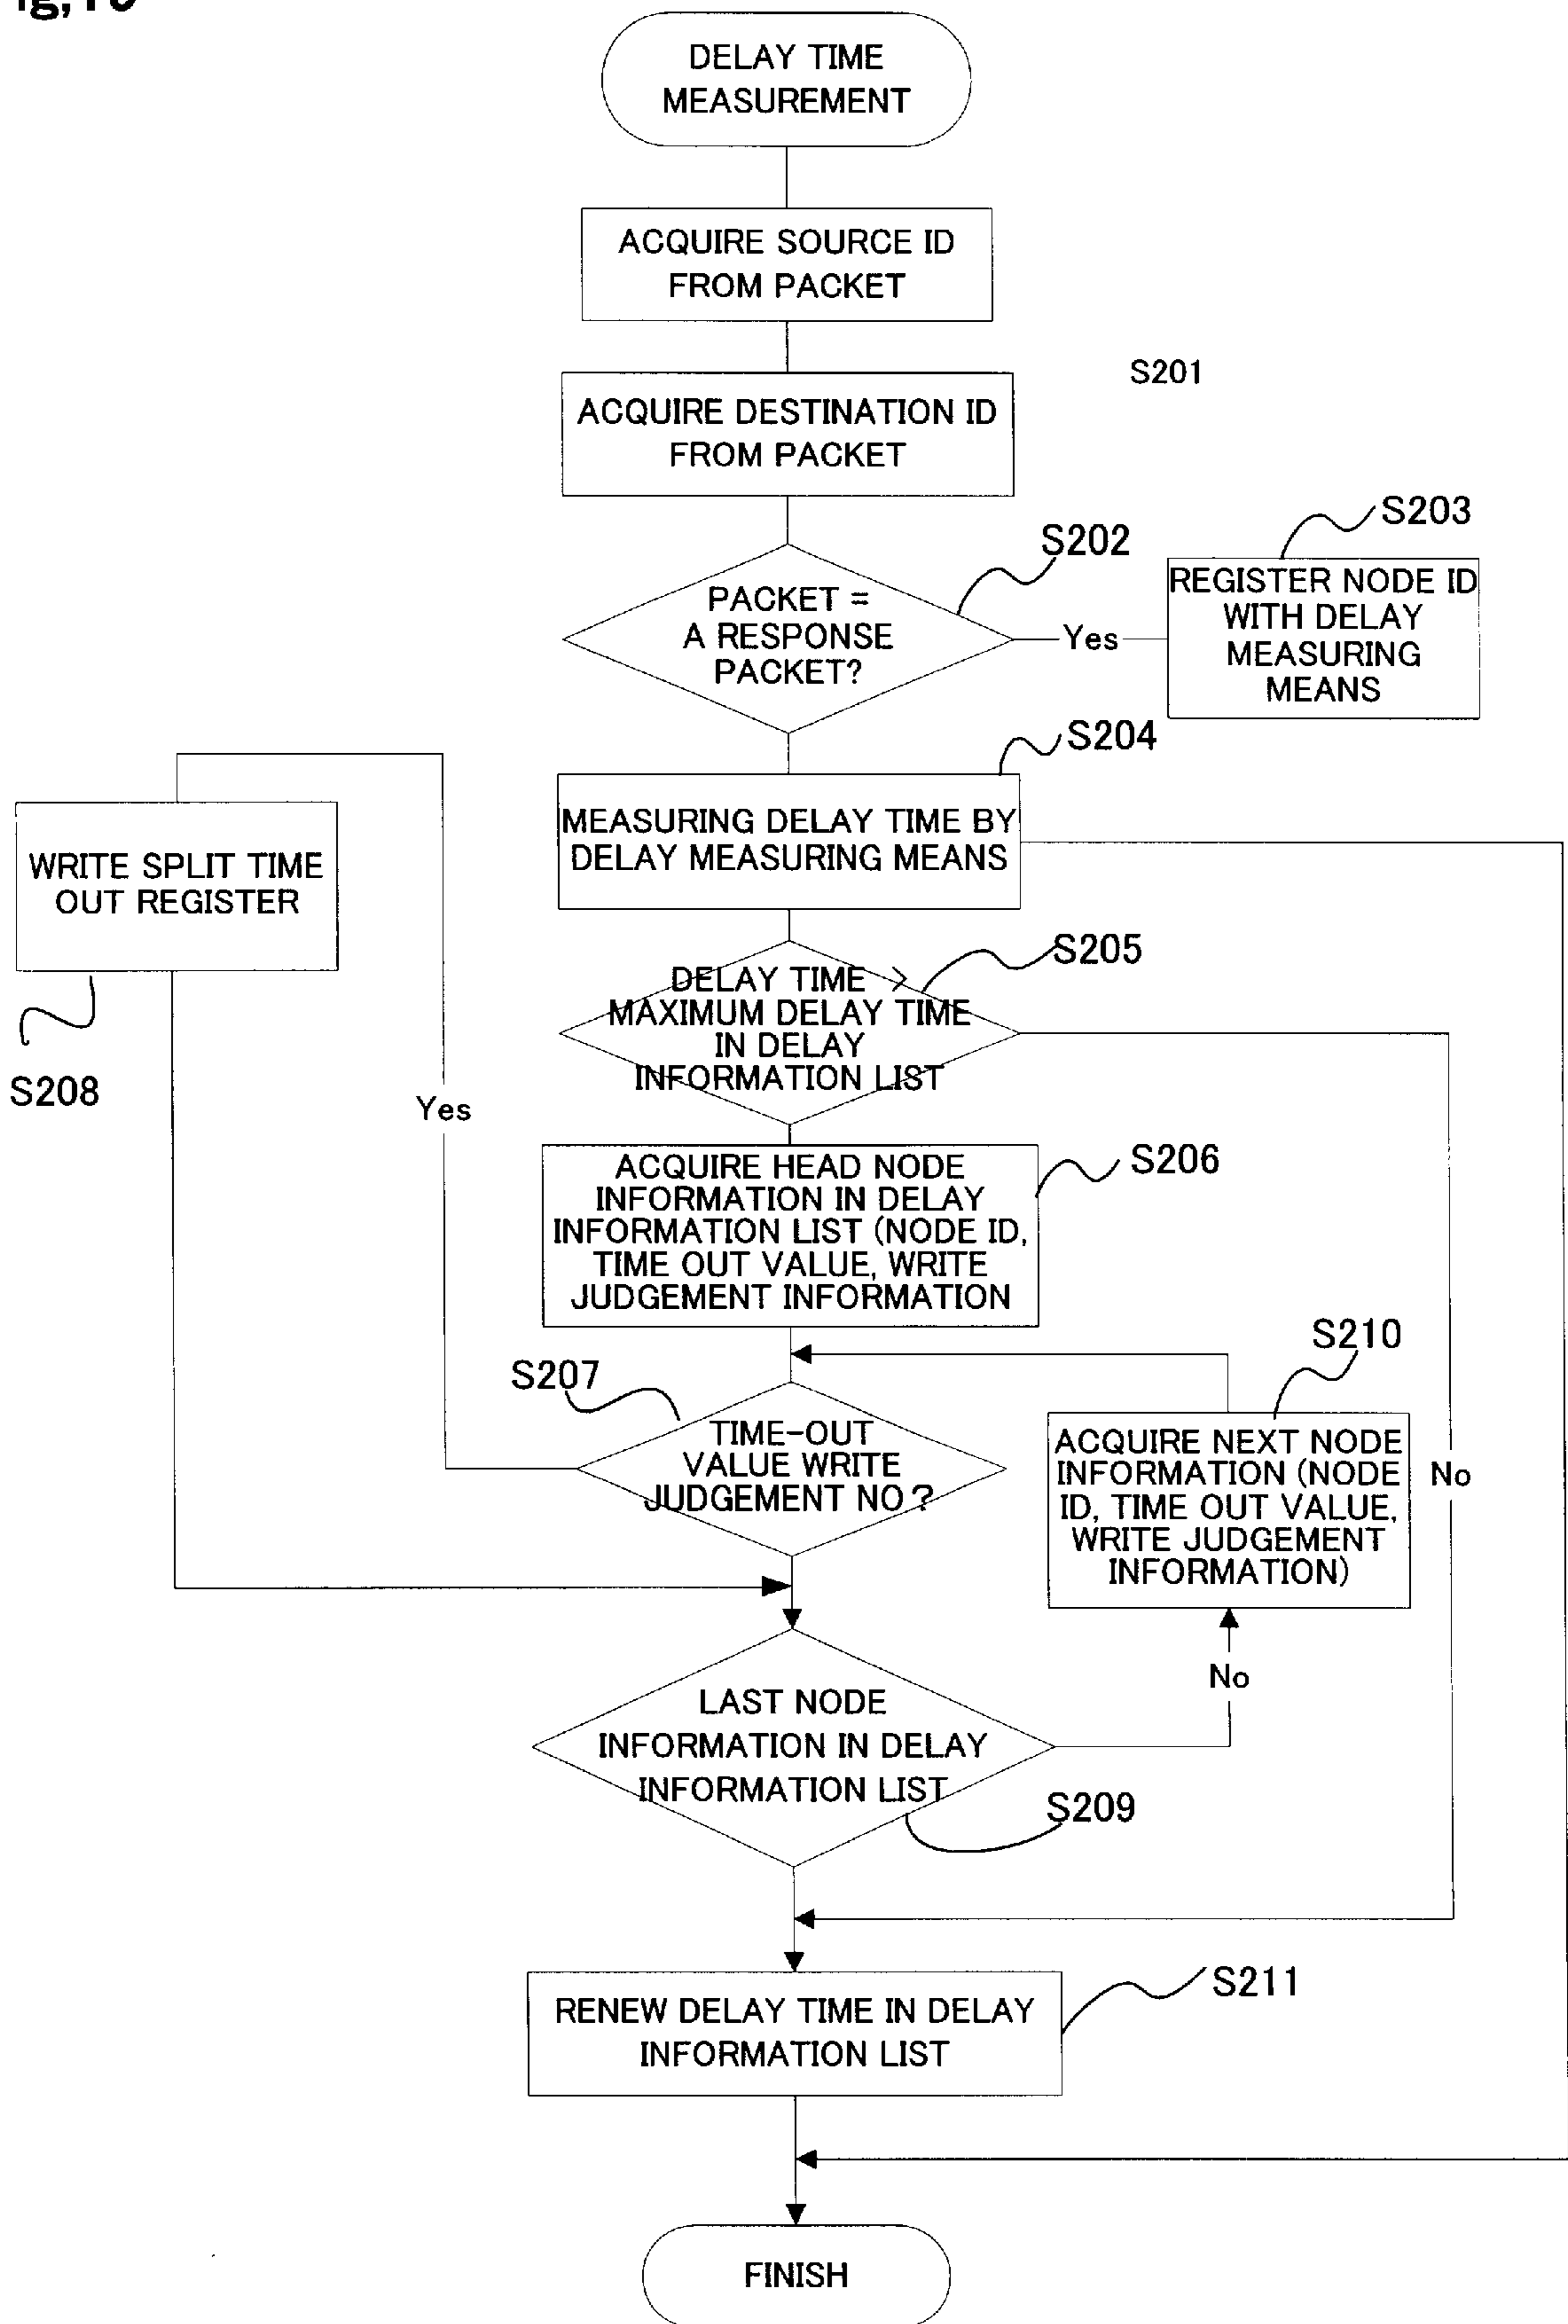 DELAY TIME
MEASUREMENT
ACQUIRE SOURCE ID
FROM PACKET
S201
ACQUIRE DESTINATION ID
FROM PACKET
S203
S202
PACKET =
A RESPONSE
PACKET?
Yes
REGISTER NODE ID
WITH DELAY
MEASURING
MEANS
S204
MEASURING DELAY TIME BY
DELAY MEASURING MEANS
WRITE SPLIT TIME
OUT REGISTER
S208
S205
DELAY TIME >
MAXIMUM DELAY TIME
IN DELAY
INFORMATION LIST
Yes
S206
ACQUIRE HEAD NODE
INFORMATION IN DELAY
INFORMATION LIST (NODE ID,
TIME OUT VALUE, WRITE
JUDGEMENT INFORMATION
S210
S207
TIME-OUT
VALUE WRITE
JUDGEMENT NO?
ACQUIRE NEXT NODE
INFORMATION (NODE
ID, TIME OUT VALUE,
WRITE JUDGEMENT
INFORMATION)
No
No
LAST NODE
INFORMATION IN DELAY
INFORMATION LIST
S209
S211
RENEW DELAY TIME IN DELAY
INFORMATION LIST
FINISH